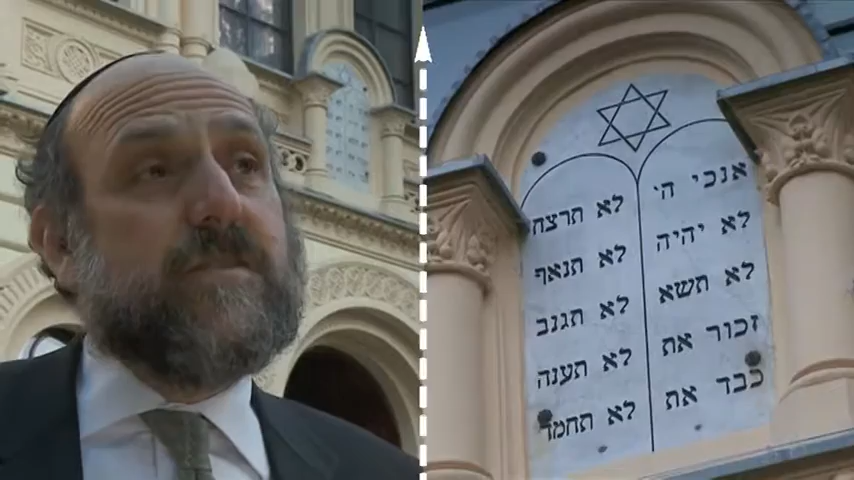 אנכי ה׳
לא יהיה
לא תשא
זכור את
כבד את
לא תרצח
לא תנאף
לא תגנב
לא תענה
לא תחמד